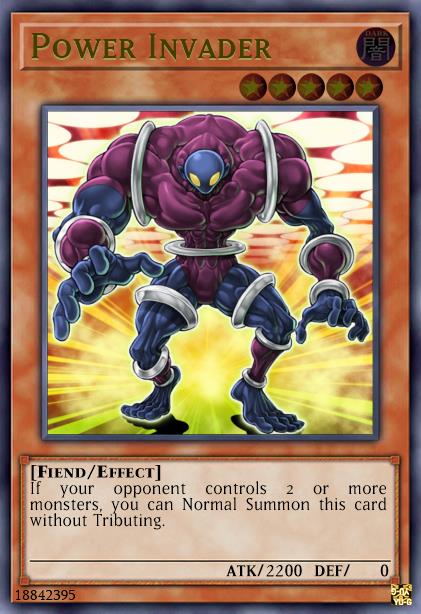 POWER INVADER
DARK
闇
[FIEND/EFFECT]
If your opponent controls 2 or more
monsters, you can Normal Summon this card
without Tributing.
ATK/2200 DEF/ 0
18842395